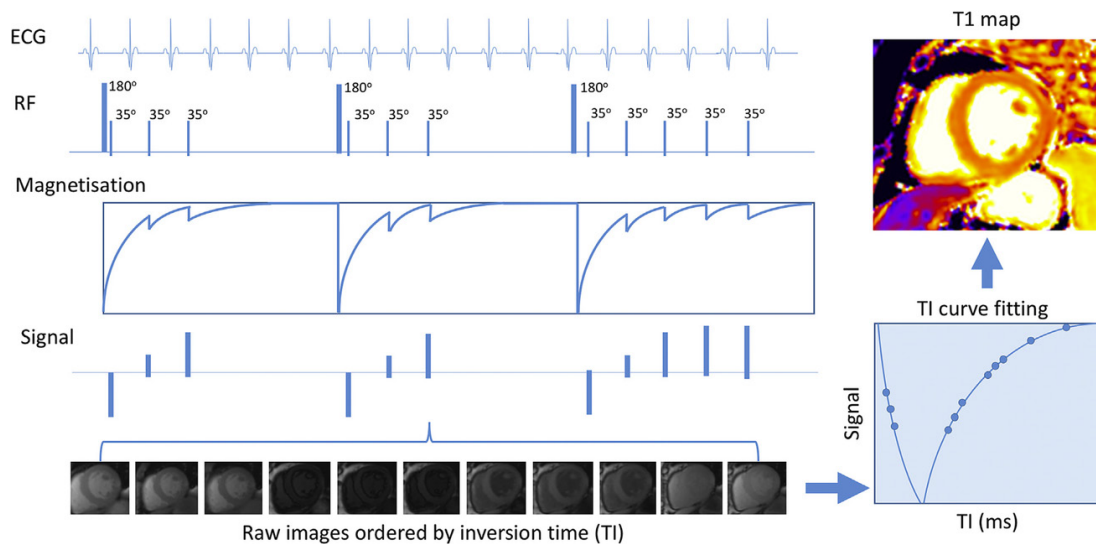 ECG
T1 map
RF
180° 180° 180°
35° 35° 35° 35° 35° 35° 35° 35° 35° 35° 35°
Magnetisation
TI curve fitting
Signal
Signal
Raw images ordered by inversion time (TI)
TI (ms)